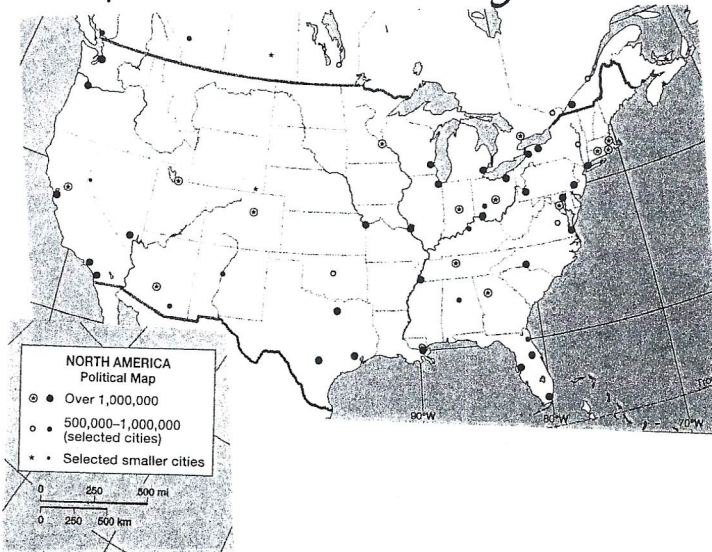 NORTH AMERICA
Political Map
Over 1,000,000
500,000–1,000,000
(selected cities)
Selected smaller cities
0 250 500 mi
0 250 500 km
90°W
80°W
70°W